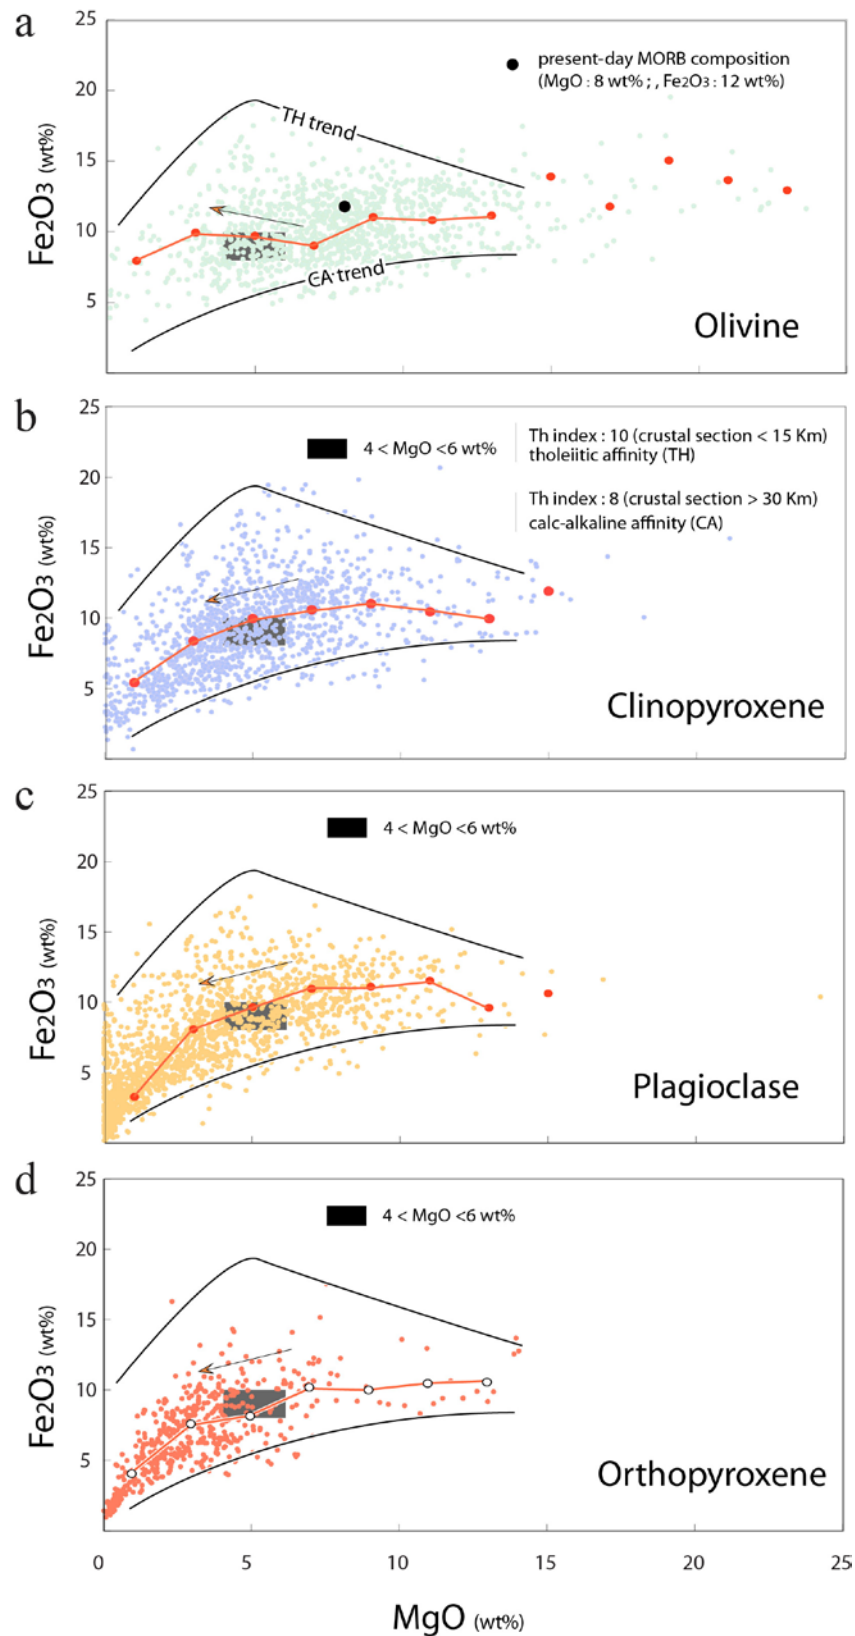 a
25
20
15
10
5
Fe2O3 (wt%)
present-day MORB composition
(MgO : 8 wt% ; , Fe2O3 : 12 wt%)
TH trend
CA trend
Olivine
b
25
20
15
10
5
Fe2O3 (wt%)
4 < MgO <6 wt%
Th index : 10 (crustal section < 15 Km)
tholeiitic affinity (TH)
Th index : 8 (crustal section > 30 Km)
calc-alkaline affinity (CA)
Clinopyroxene
c
25
20
15
10
5
Fe2O3 (wt%)
4 < MgO <6 wt%
Plagioclase
d
25
20
15
10
5
Fe2O3 (wt%)
4 < MgO <6 wt%
Orthopyroxene
0 5 10 15 20 25
MgO (wt%)